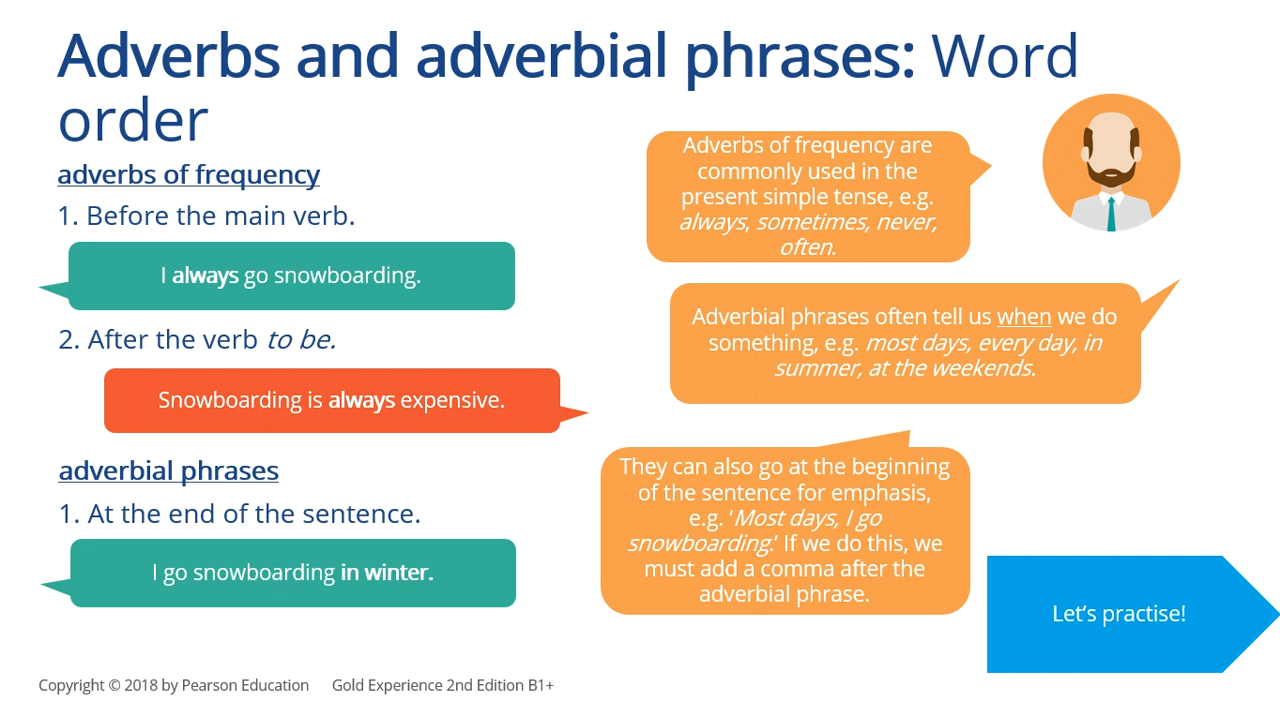 Adverbs and adverbial phrases: Word
order
adverbs of frequency
1. Before the main verb.
I always go snowboarding.
2. After the verb to be.
Snowboarding is always expensive.
adverbial phrases
1. At the end of the sentence.
I go snowboarding in winter.
Adverbs of frequency are
commonly used in the
present simple tense, e.g.
always, sometimes, never,
often.
Adverbial phrases often tell us when we do
something, e.g. most days, every day, in
summer, at the weekends.
They can also go at the beginning
of the sentence for emphasis,
e.g. ‘Most days, I go
snowboarding.’ If we do this, we
must add a comma after the
adverbial phrase.
Let’s practise!
Copyright © 2018 by Pearson Education Gold Experience 2nd Edition B1+